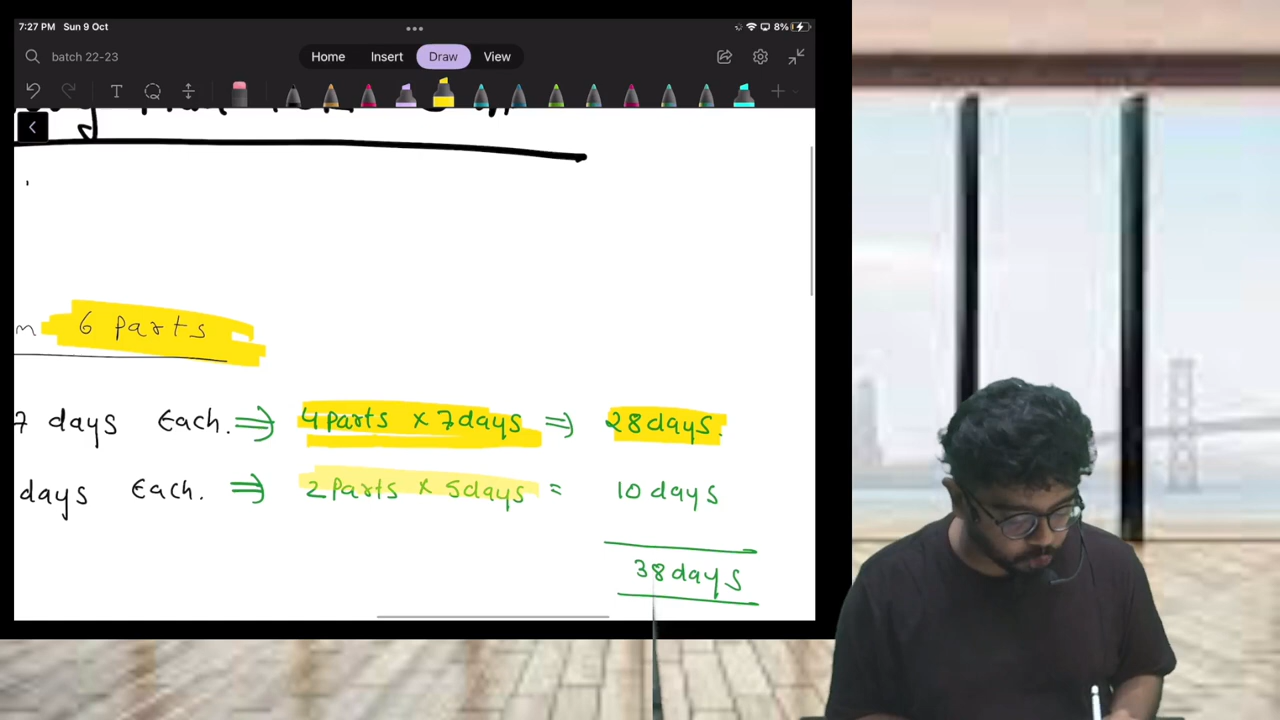 7:27 PM Sun 9 Oct
8%
batch 22-23
Home Insert Draw View
T
6 parts
7 days Each. ⇒ 4 parts × 7 days ⇒ 28 days.
days Each. ⇒ 2 parts × 5 days = 10 days
38 days